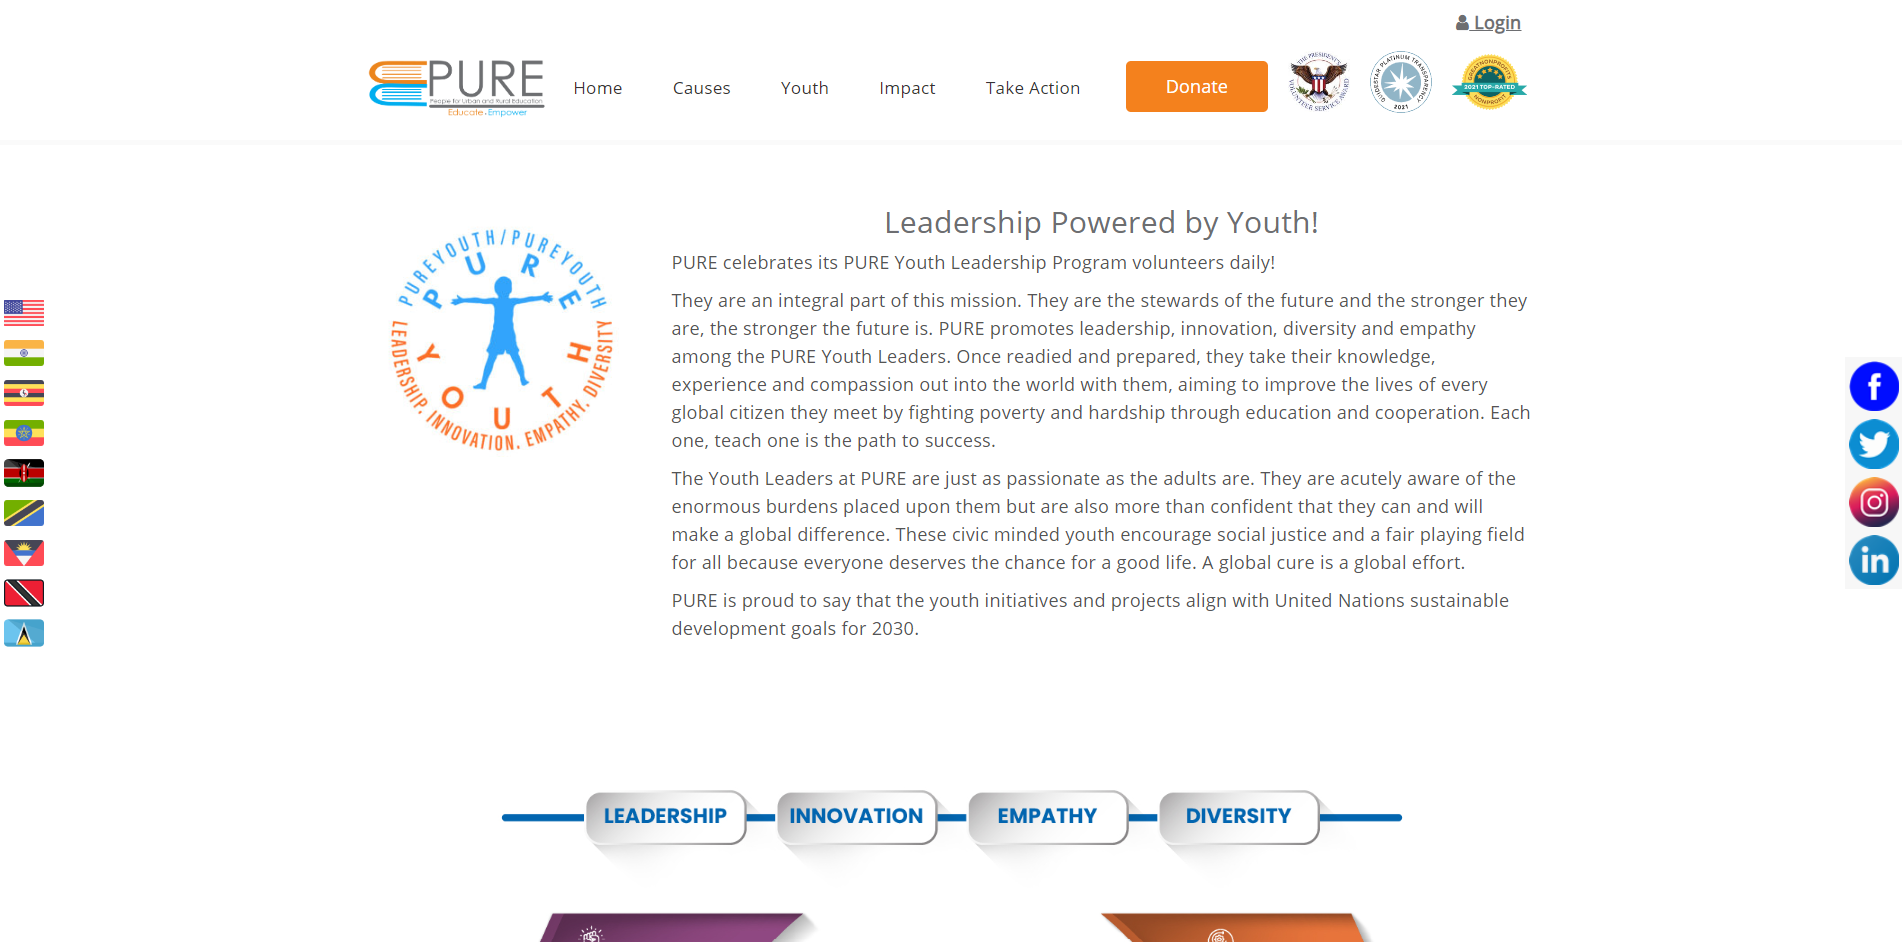 Login
PURE
People for Urban and Rural Education
Educate . Empower
Home
Causes
Youth
Impact
Take Action
Donate
THE PRESIDENT'S
VOLUNTEER SERVICE AWARD
GUIDESTAR PLATINUM TRANSPARENCY
2021
GREATNONPROFITS
2021 TOP-RATED
NONPROFIT
PUREYOUTH/PUREYOUTH
PURE
YOUTH
LEADERSHIP. INNOVATION. EMPATHY. DIVERSITY
Leadership Powered by Youth!
PURE celebrates its PURE Youth Leadership Program volunteers daily!
They are an integral part of this mission. They are the stewards of the future and the stronger they
are, the stronger the future is. PURE promotes leadership, innovation, diversity and empathy
among the PURE Youth Leaders. Once readied and prepared, they take their knowledge,
experience and compassion out into the world with them, aiming to improve the lives of every
global citizen they meet by fighting poverty and hardship through education and cooperation. Each
one, teach one is the path to success.
The Youth Leaders at PURE are just as passionate as the adults are. They are acutely aware of the
enormous burdens placed upon them but are also more than confident that they can and will
make a global difference. These civic minded youth encourage social justice and a fair playing field
for all because everyone deserves the chance for a good life. A global cure is a global effort.
PURE is proud to say that the youth initiatives and projects align with United Nations sustainable
development goals for 2030.
LEADERSHIP
INNOVATION
EMPATHY
DIVERSITY